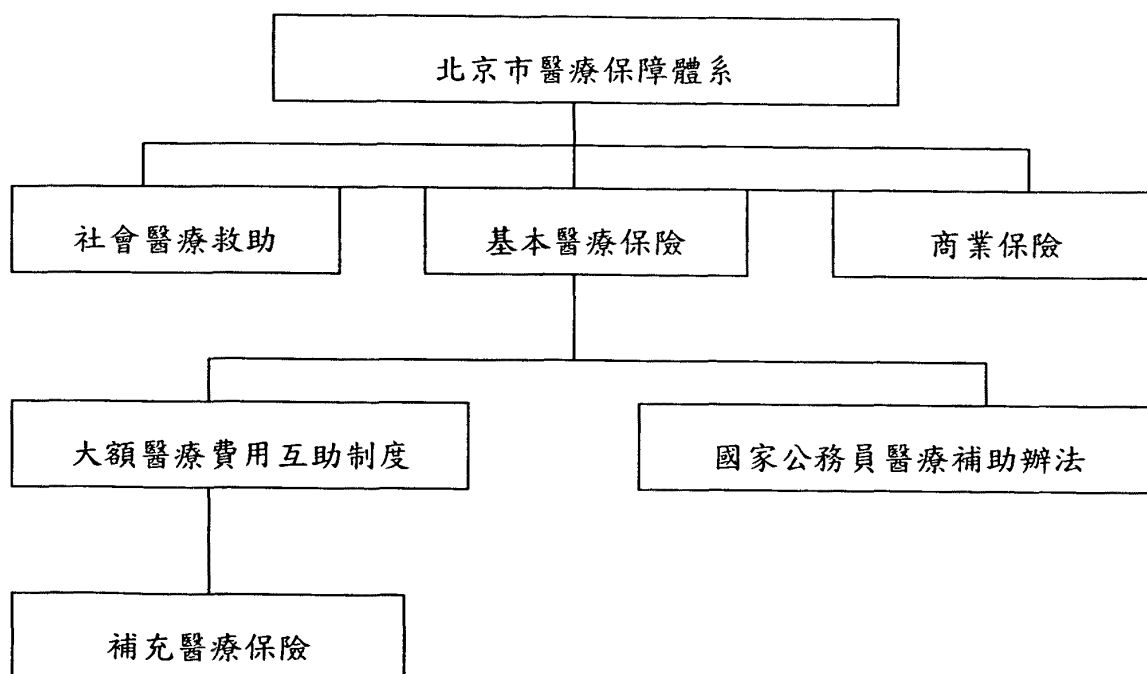 北京市醫療保障體系
社會醫療救助
基本醫療保險
商業保險
大額醫療費用互助制度
國家公務員醫療補助辦法
補充醫療保險